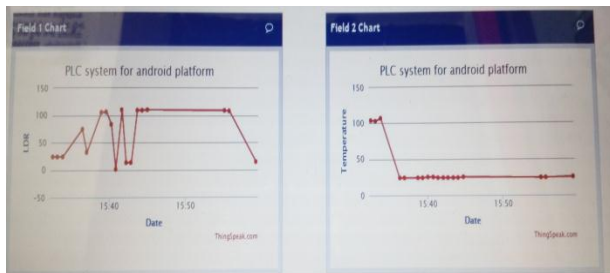 Field 1 Chart
PLC system for android platform
150
100
50
0
-50
LDR
15:40
15:50
Date
ThingSpeak.com
Field 2 Chart
PLC system for android platform
150
100
50
0
Temperature
15:40
15:50
Date
ThingSpeak.com